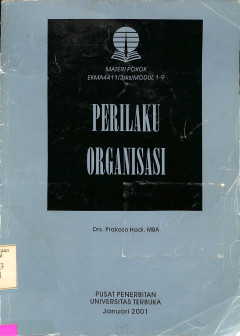 MATERI POKOK
EKMA4411/3sks/MODUL 1-9
PERILAKU
ORGANISASI
Drs. Prakoso Hadi, MBA
PUSAT PENERBITAN
UNIVERSITAS TERBUKA
Januari 2001